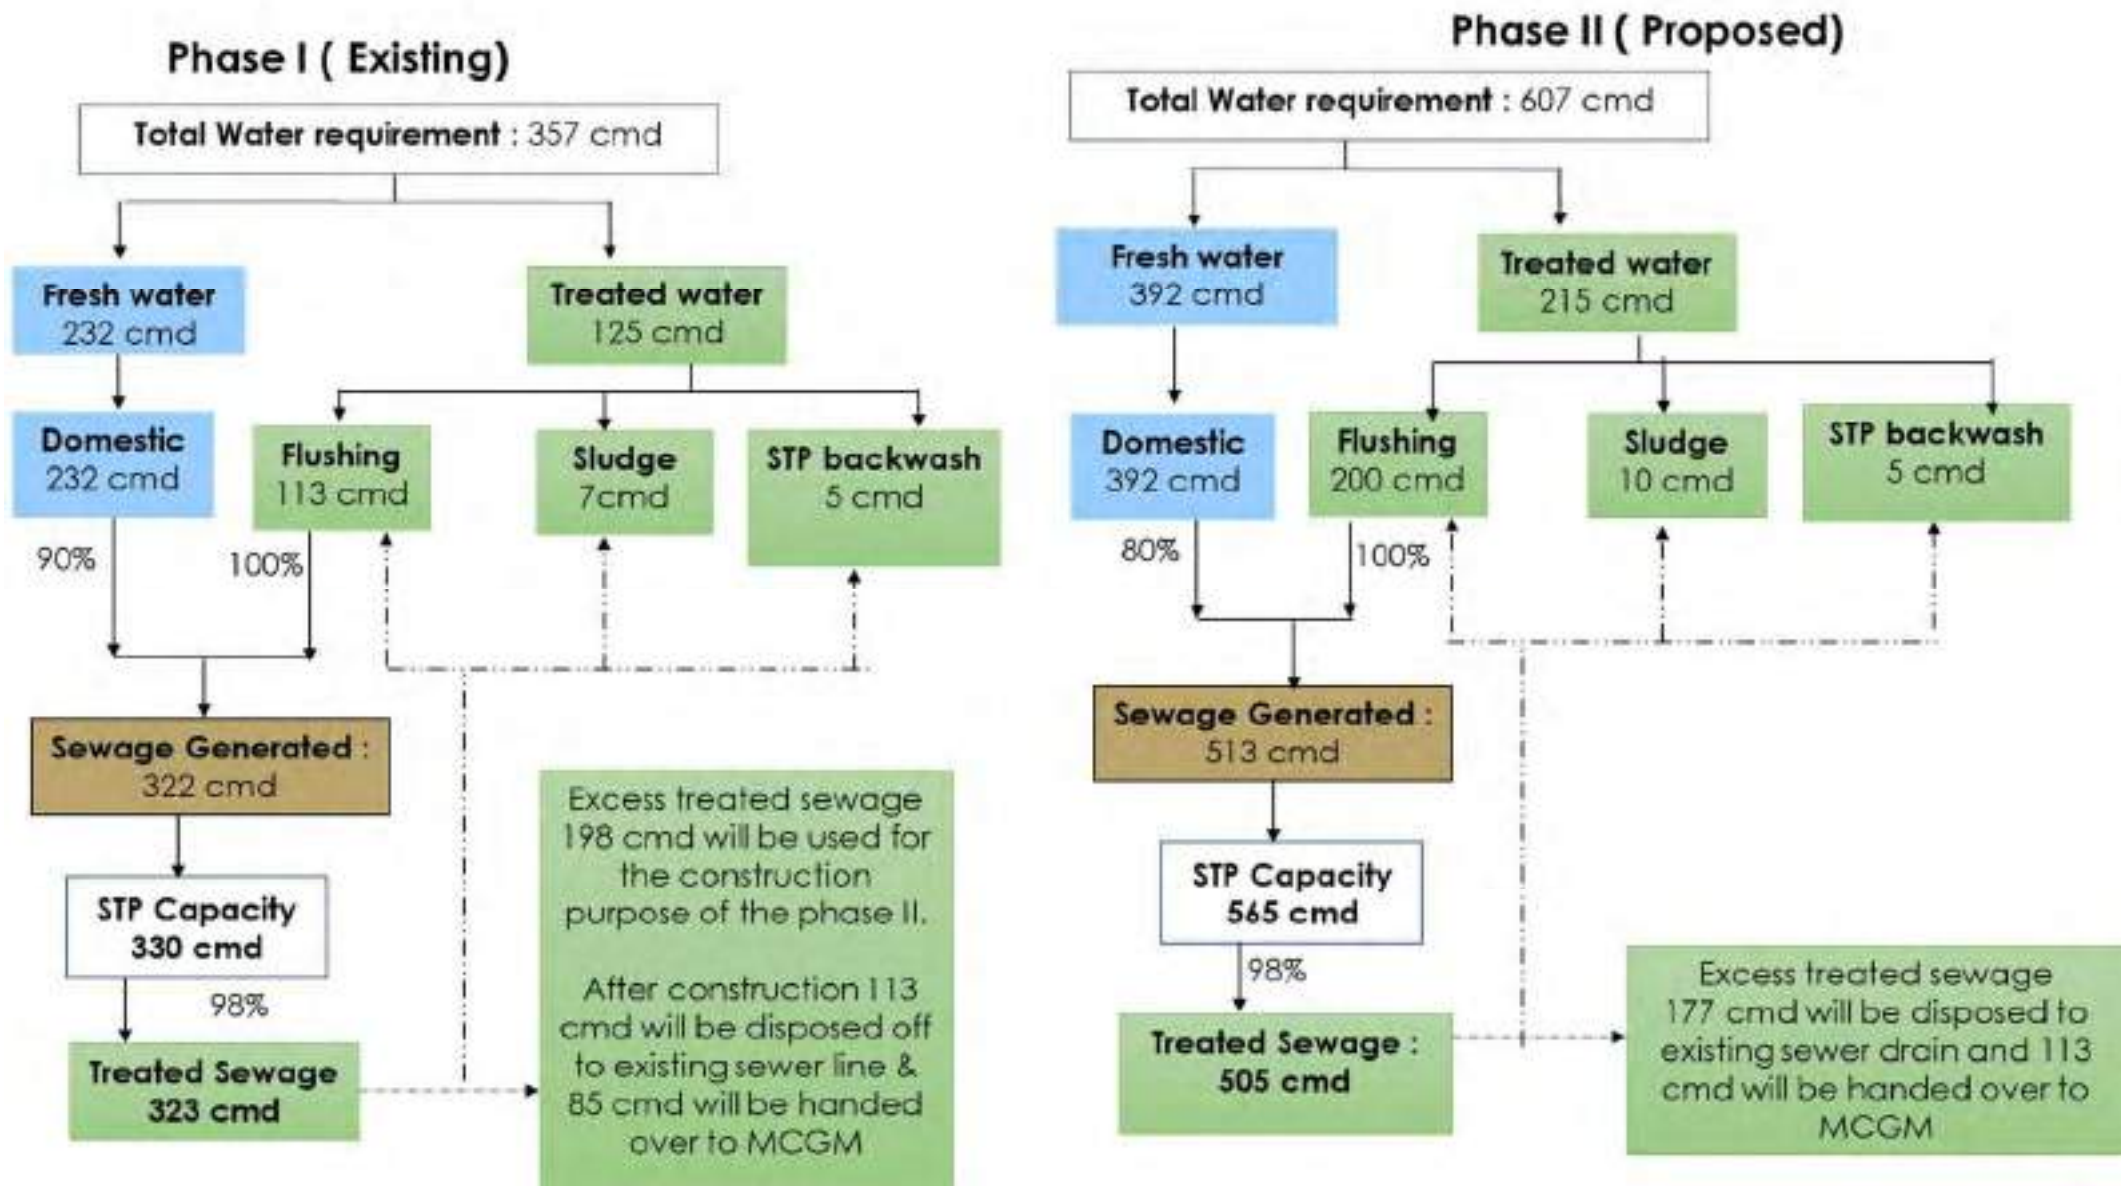 Phase I ( Existing)
Total Water requirement : 357 cmd
Fresh water
232 cmd
Treated water
125 cmd
Domestic
232 cmd
Flushing
113 cmd
Sludge
7cmd
STP backwash
5 cmd
90%
100%
Sewage Generated :
322 cmd
STP Capacity
330 cmd
98%
Treated Sewage
323 cmd
Excess treated sewage
198 cmd will be used for
the construction
purpose of the phase II.
After construction 113
cmd will be disposed off
to existing sewer line &
85 cmd will be handed
over to MCGM
Phase II ( Proposed)
Total Water requirement : 607 cmd
Fresh water
392 cmd
Treated water
215 cmd
Domestic
392 cmd
Flushing
200 cmd
Sludge
10 cmd
STP backwash
5 cmd
80%
100%
Sewage Generated :
513 cmd
STP Capacity
565 cmd
98%
Treated Sewage :
505 cmd
Excess treated sewage
177 cmd will be disposed to
existing sewer drain and 113
cmd will be handed over to
MCGM